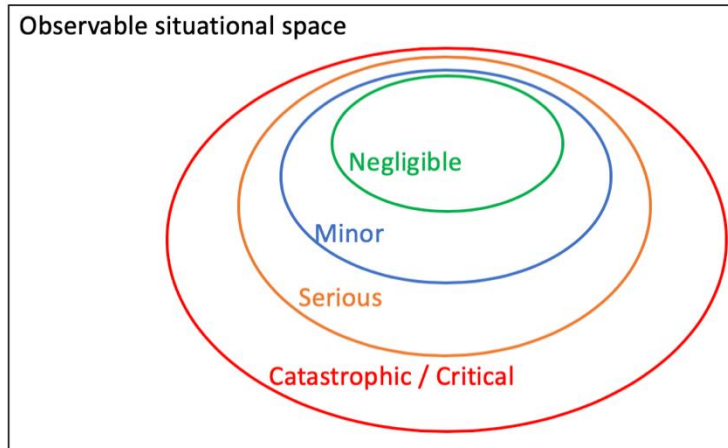 Observable situational space
Negligible
Minor
Serious
Catastrophic / Critical